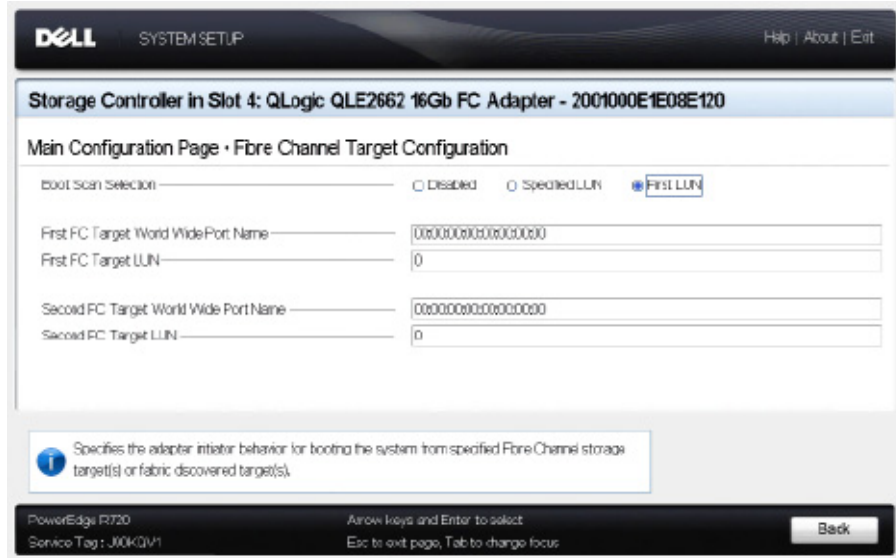 DELL SYSTEM SETUP Help | About | Exit
Storage Controller in Slot 4: QLogic QLE2662 16Gb FC Adapter - 2001000E1E08E120
Main Configuration Page • Fibre Channel Target Configuration
Boot Scan Selection Disabled Specified LUN First LUN
First FC Target World Wide Port Name 00:00:00:00:00:00:00:00
First FC Target LUN 0
Second FC Target World Wide Port Name 00:00:00:00:00:00:00:00
Second FC Target LUN 0
Specifies the adapter initiator behavior for booting the system from specified Fibre Channel storage
target(s) or fabric discovered target(s).
PowerEdge R720 Arrow keys and Enter to select
Service Tag : J00KQV1 Esc to exit page, Tab to change focus
Back